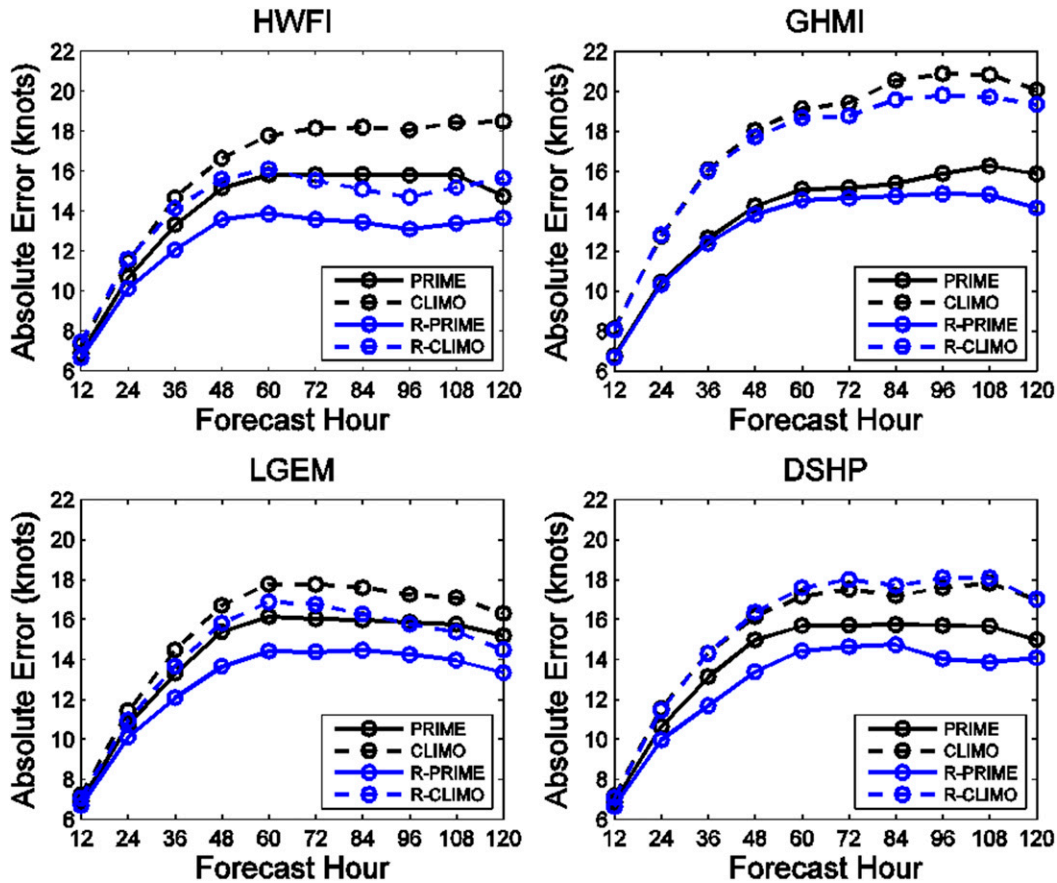 HWFI
22
20
18
16
14
12
10
8
6
Absolute Error (knots)
PRIME
CLIMO
R-PRIME
R-CLIMO
12 24 36 48 60 72 84 96 108 120
Forecast Hour
GHMI
22
20
18
16
14
12
10
8
6
Absolute Error (knots)
PRIME
CLIMO
R-PRIME
R-CLIMO
12 24 36 48 60 72 84 96 108 120
Forecast Hour
LGEM
22
20
18
16
14
12
10
8
6
Absolute Error (knots)
PRIME
CLIMO
R-PRIME
R-CLIMO
12 24 36 48 60 72 84 96 108 120
Forecast Hour
DSHP
22
20
18
16
14
12
10
8
6
Absolute Error (knots)
PRIME
CLIMO
R-PRIME
R-CLIMO
12 24 36 48 60 72 84 96 108 120
Forecast Hour